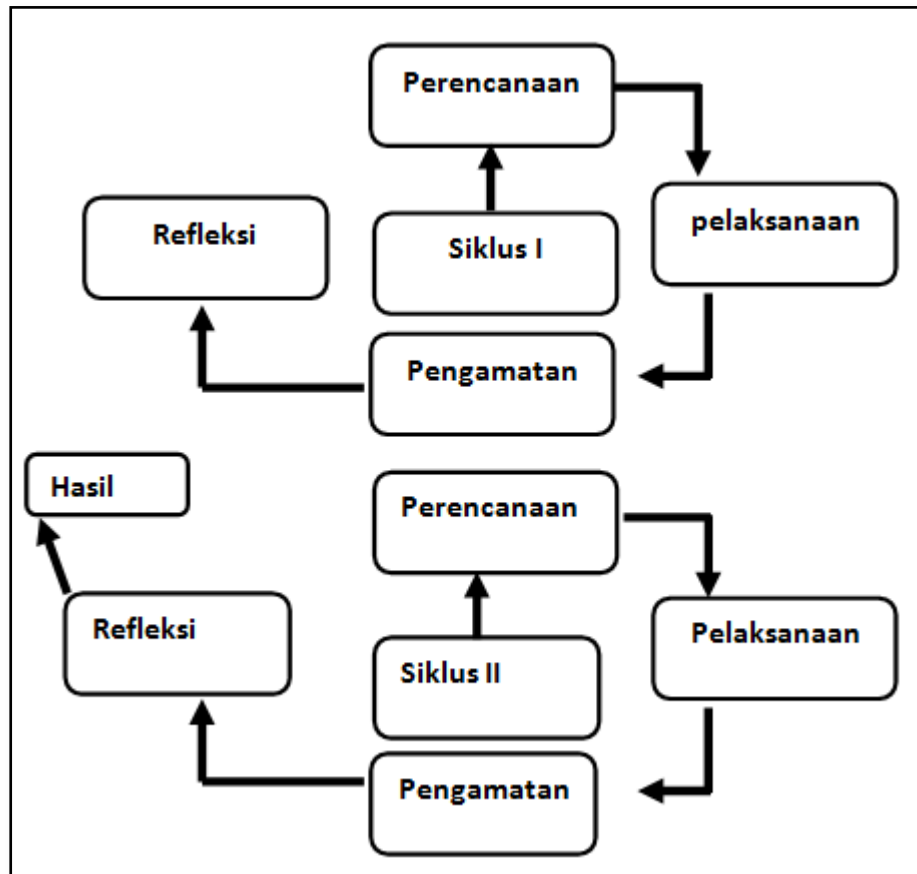 Perencanaan
Refleksi
Siklus I
pelaksanaan
Pengamatan
Hasil
Perencanaan
Refleksi
Siklus II
Pelaksanaan
Pengamatan